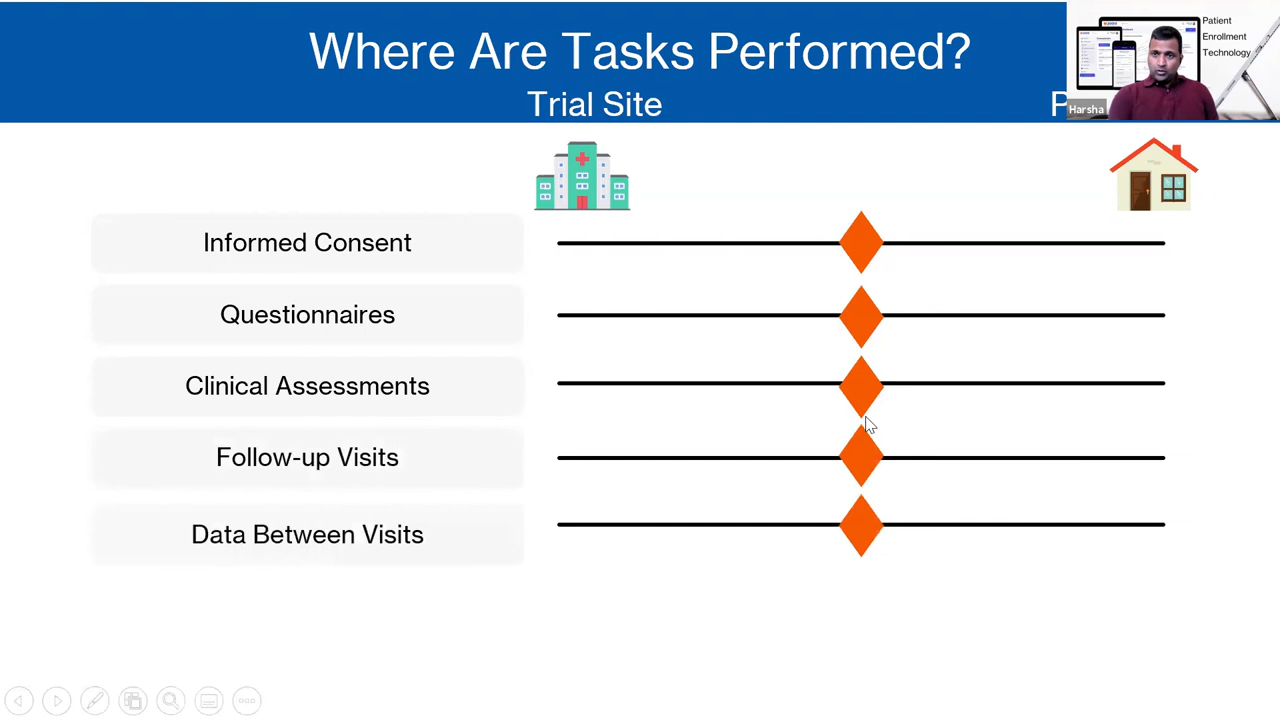 Where Are Tasks Performed?
Trial Site
Patient
Enrollment
Technology
Harsha
Informed Consent
Questionnaires
Clinical Assessments
Follow-up Visits
Data Between Visits